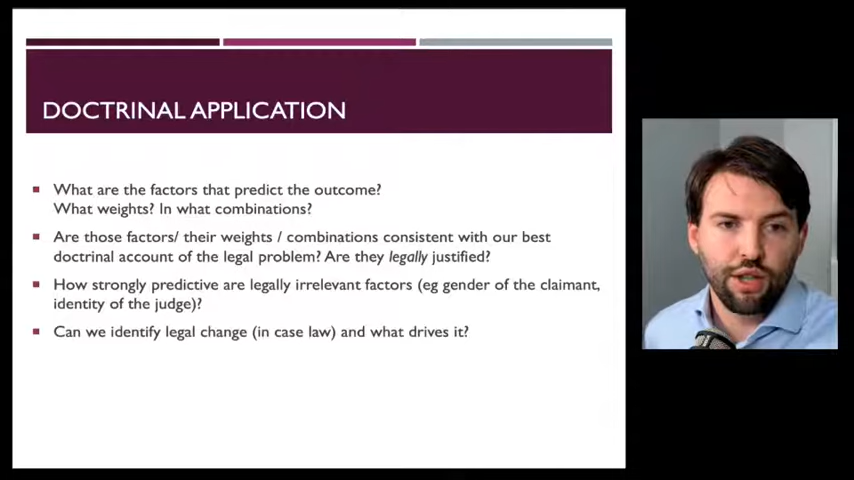 DOCTRINAL APPLICATION
What are the factors that predict the outcome?
What weights? In what combinations?
Are those factors/ their weights / combinations consistent with our best
doctrinal account of the legal problem? Are they legally justified?
How strongly predictive are legally irrelevant factors (eg gender of the claimant,
identity of the judge)?
Can we identify legal change (in case law) and what drives it?